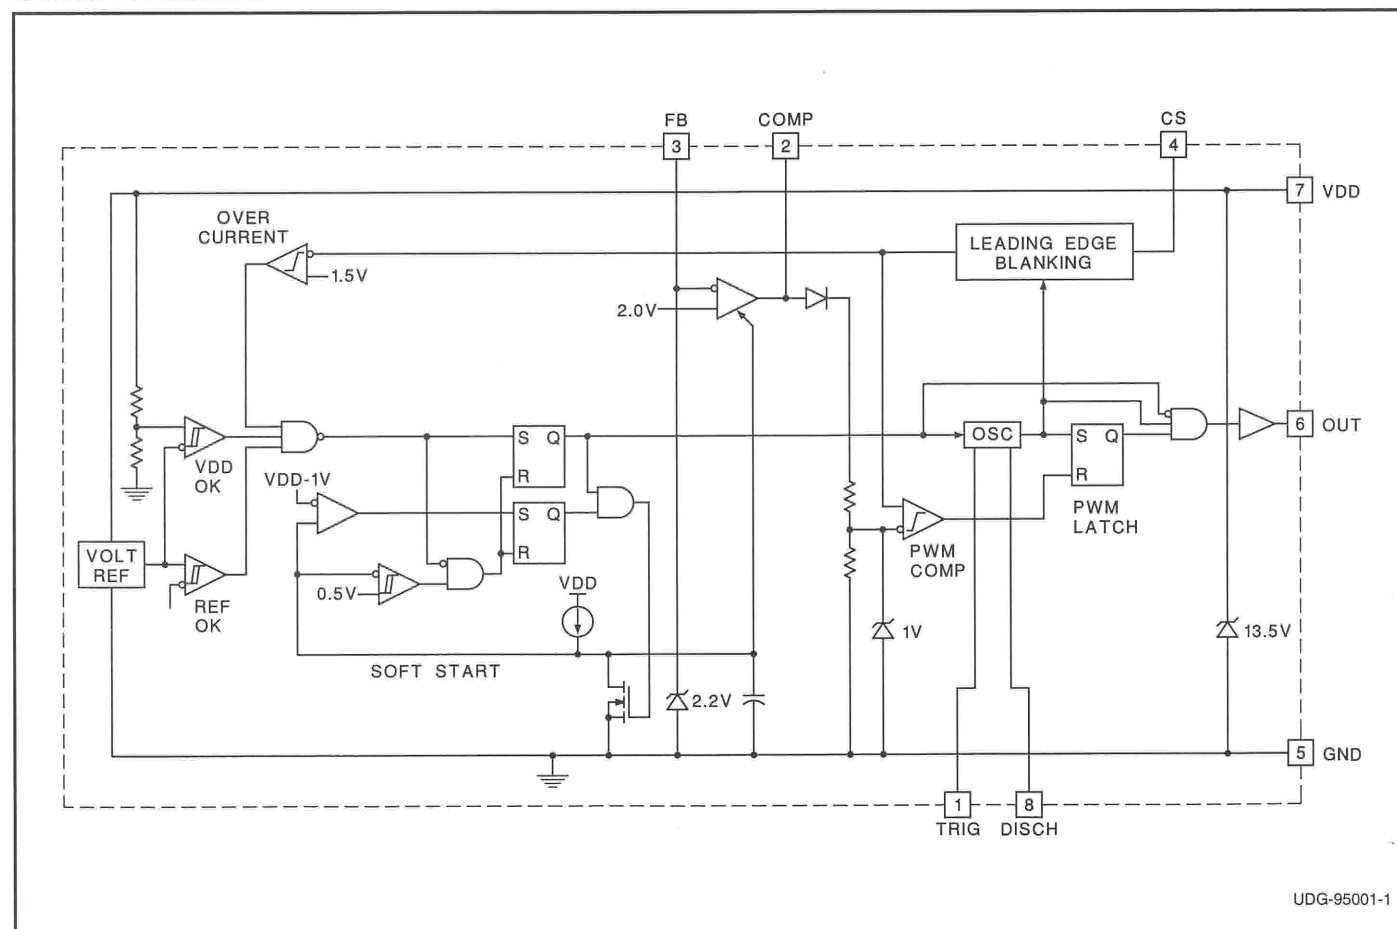 FB
COMP
CS
3
2
4
7
VDD
OVER
CURRENT
LEADING EDGE
BLANKING
1.5V
2.0V
S
Q
OSC
S
Q
6
OUT
VDD
OK
R
R
VDD-1V
S
Q
PWM
LATCH
VOLT
REF
R
PWM
COMP
VDD
0.5V
REF
OK
1V
13.5V
SOFT START
2.2V
5
GND
1
8
TRIG
DISCH
UDG-95001-1